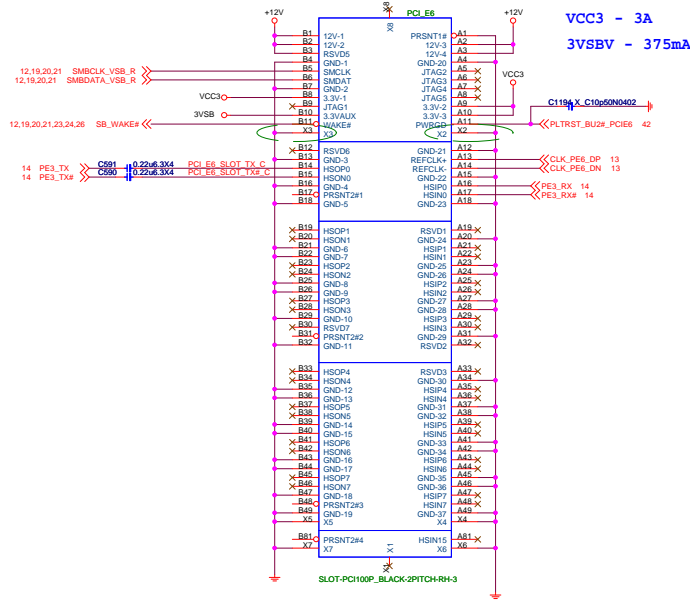 +12V
X8
PCI_E6
X8
+12V
VCC3 - 3A
3VSBV - 375mA
B1 12V-1 PRSNT1# A1
B2 12V-2 12V-3 A2
B3 RSVD5 12V-4 A3
B4 GND-1 GND-20 A4
12,19,20,21 SMBCLK_VSB_R B5 SMCLK JTAG2 A5
12,19,20,21 SMBDATA_VSB_R B6 SMDAT JTAG3 A6
B7 GND-2 JTAG4 A7
VCC3 B8 3.3V-1 JTAG5 A8
VCC3
B9 JTAG1 3.3V-2 A9
3VSB B10 3.3VAUX 3.3V-3 A10
C1194 X_C10p50N0402
12,19,20,21,23,24,26 SB_WAKE# B11 WAKE# PWRGD A11 PLTRST_BU2#_PCIE6 42
X3 X3 X2 X2
B12 RSVD6 GND-21 A12
B13 GND-3 REFCLK+ A13 CLK_PE6_DP 13
14 PE3_TX C591 0.22u6.3X4 PCI_E6_SLOT_TX_C B14 HSOP0 REFCLK- A14 CLK_PE6_DN 13
14 PE3_TX# C590 0.22u6.3X4 PCI_E6_SLOT_TX#_C B15 HSON0 GND-22 A15
B16 GND-4 HSIP0 A16 PE3_RX 14
B17 PRSNT2#1 HSIN0 A17 PE3_RX# 14
B18 GND-5 GND-23 A18
B19 HSOP1 RSVD1 A19
B20 HSON1 GND-24 A20
B21 GND-6 HSIP1 A21
B22 GND-7 HSIN1 A22
B23 HSOP2 GND-25 A23
B24 HSON2 GND-26 A24
B25 GND-8 HSIP2 A25
B26 GND-9 HSIN2 A26
B27 HSOP3 GND-27 A27
B28 HSON3 GND-28 A28
B29 GND-10 HSIP3 A29
B30 RSVD7 HSIN3 A30
B31 PRSNT2#2 GND-29 A31
B32 GND-11 RSVD2 A32
B33 HSOP4 RSVD3 A33
B34 HSON4 GND-30 A34
B35 GND-12 HSIP4 A35
B36 GND-13 HSIN4 A36
B37 HSOP5 GND-31 A37
B38 HSON5 GND-32 A38
B39 GND-14 HSIP5 A39
B40 GND-15 HSIN5 A40
B41 HSOP6 GND-33 A41
B42 HSON6 GND-34 A42
B43 GND-16 HSIP6 A43
B44 GND-17 HSIN6 A44
B45 HSOP7 GND-35 A45
B46 HSON7 GND-36 A46
B47 GND-18 HSIP7 A47
B48 PRSNT2#3 HSIN7 A48
B49 GND-19 GND-37 A49
X5 X5 X4 X4
B81 PRSNT2#4 HSIN15 A81
X7 X7 X1 X6 X6
X1
SLOT-PCI100P_BLACK-2PITCH-RH-3